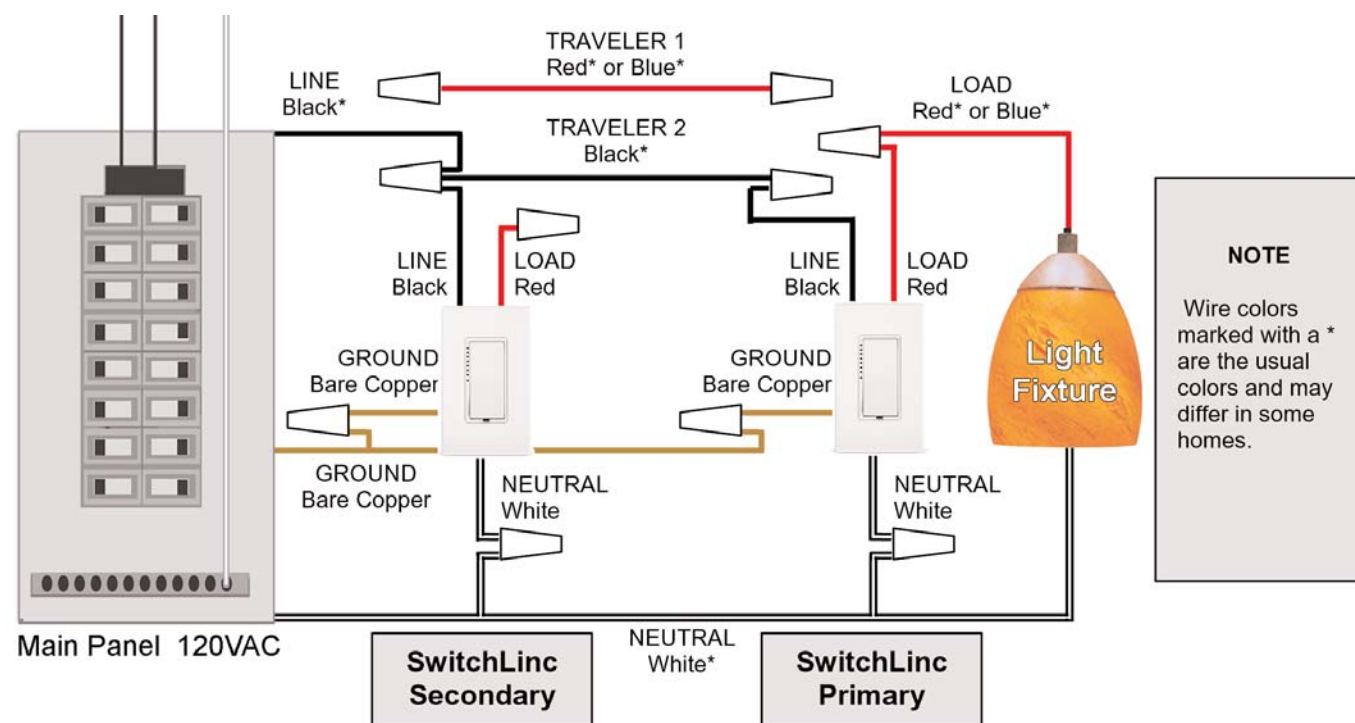 TRAVELER 1
Red* or Blue*
LINE
Black*
LOAD
Red* or Blue*
TRAVELER 2
Black*
LINE
Black
LOAD
Red
LINE
Black
LOAD
Red
NOTE
Wire colors
marked with a *
are the usual
colors and may
differ in some
homes.
GROUND
Bare Copper
GROUND
Bare Copper
Light
Fixture
GROUND
Bare Copper
NEUTRAL
White
NEUTRAL
White
Main Panel 120VAC
NEUTRAL
White*
SwitchLinc
Secondary
SwitchLinc
Primary